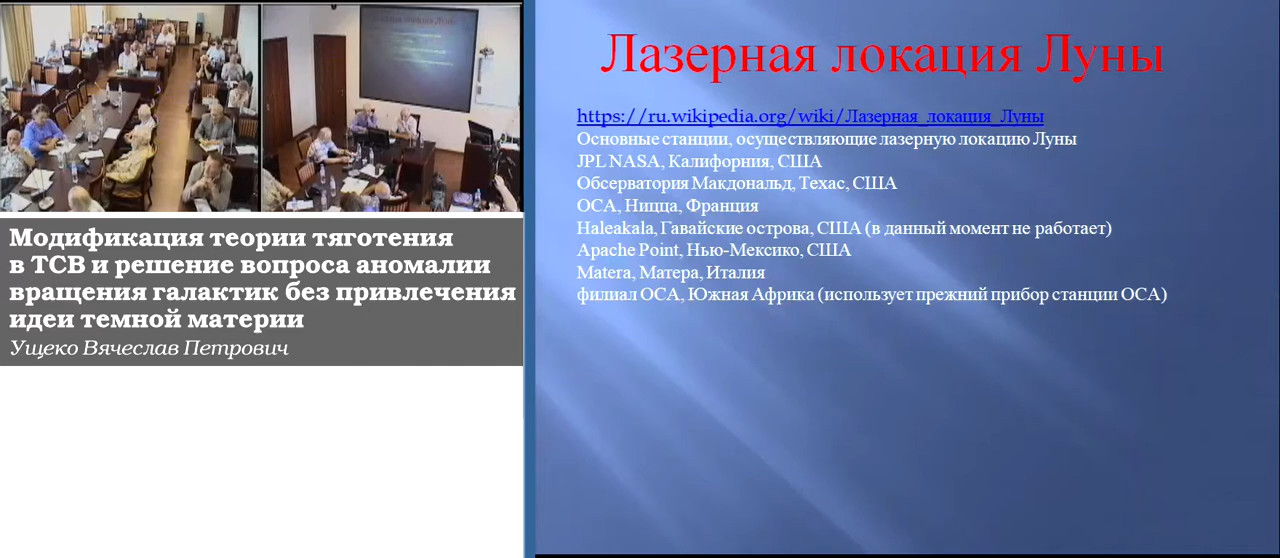 Модификация теории тяготения
в ТСВ и решение вопроса аномалии
вращения галактик без привлечения
идеи темной материи
Ущеко Вячеслав Петрович
Лазерная локация Луны
https://ru.wikipedia.org/wiki/Лазерная_локация_Луны
Основные станции, осуществляющие лазерную локацию Луны
JPL NASA, Калифорния, США
Обсерватория Макдональд, Техас, США
ОСА, Ницца, Франция
Haleakala, Гавайские острова, США (в данный момент не работает)
Apache Point, Нью-Мексико, США
Matera, Матера, Италия
филиал ОСА, Южная Африка (использует прежний прибор станции ОСА)